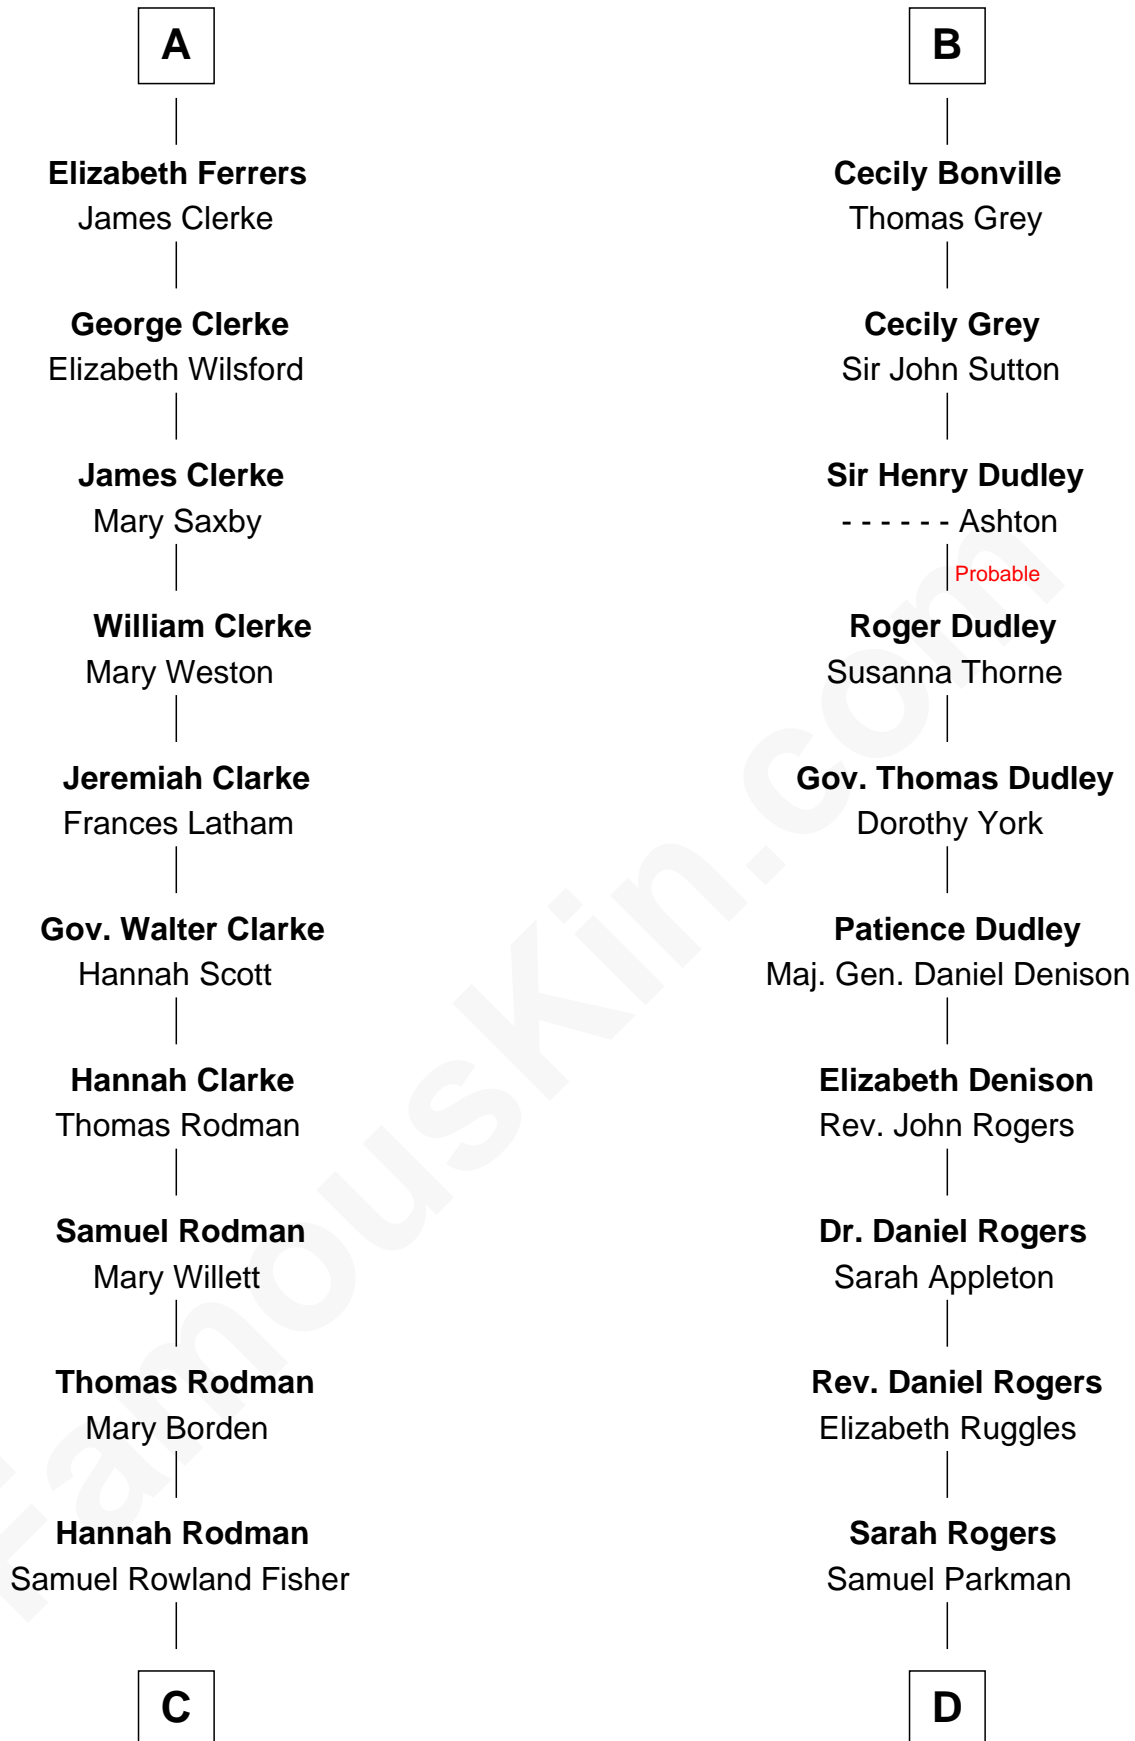 A
Elizabeth Ferrers
James Clerke
George Clerke
Elizabeth Wilsford
James Clerke
Mary Saxby
William Clerke
Mary Weston
Jeremiah Clarke
Frances Latham
Gov. Walter Clarke
Hannah Scott
Hannah Clarke
Thomas Rodman
Samuel Rodman
Mary Willett
Thomas Rodman
Mary Borden
Hannah Rodman
Samuel Rowland Fisher
C
B
Cecily Bonville
Thomas Grey
Cecily Grey
Sir John Sutton
Sir Henry Dudley
- - - - - - Ashton
Probable
Roger Dudley
Susanna Thorne
Gov. Thomas Dudley
Dorothy York
Patience Dudley
Maj. Gen. Daniel Denison
Elizabeth Denison
Rev. John Rogers
Dr. Daniel Rogers
Sarah Appleton
Rev. Daniel Rogers
Elizabeth Ruggles
Sarah Rogers
Samuel Parkman
D
FamousKin.com